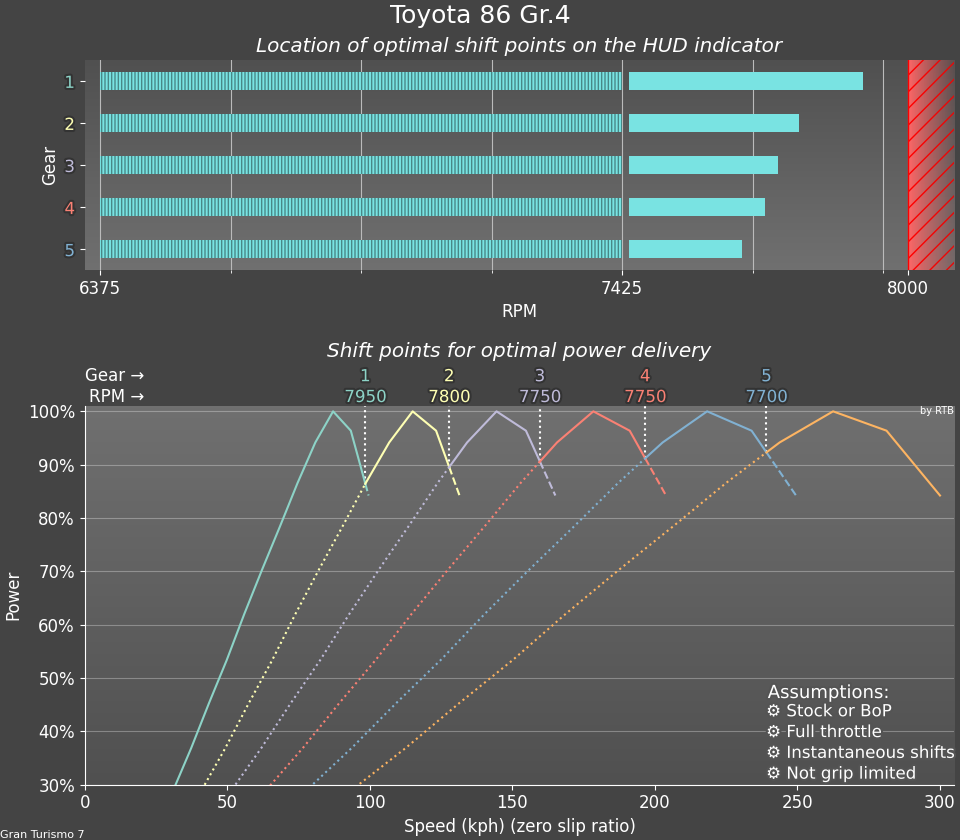 Toyota 86 Gr.4
Location of optimal shift points on the HUD indicator
Gear
1
2
3
4
5
6375 7425 8000
RPM
Shift points for optimal power delivery
Gear → 1 2 3 4 5
RPM → 7950 7800 7750 7750 7700
by RTB
Power
100%
90%
80%
70%
60%
50%
40%
30%
Assumptions:
⚙ Stock or BoP
⚙ Full throttle
⚙ Instantaneous shifts
⚙ Not grip limited
0 50 100 150 200 250 300
Speed (kph) (zero slip ratio)
Gran Turismo 7